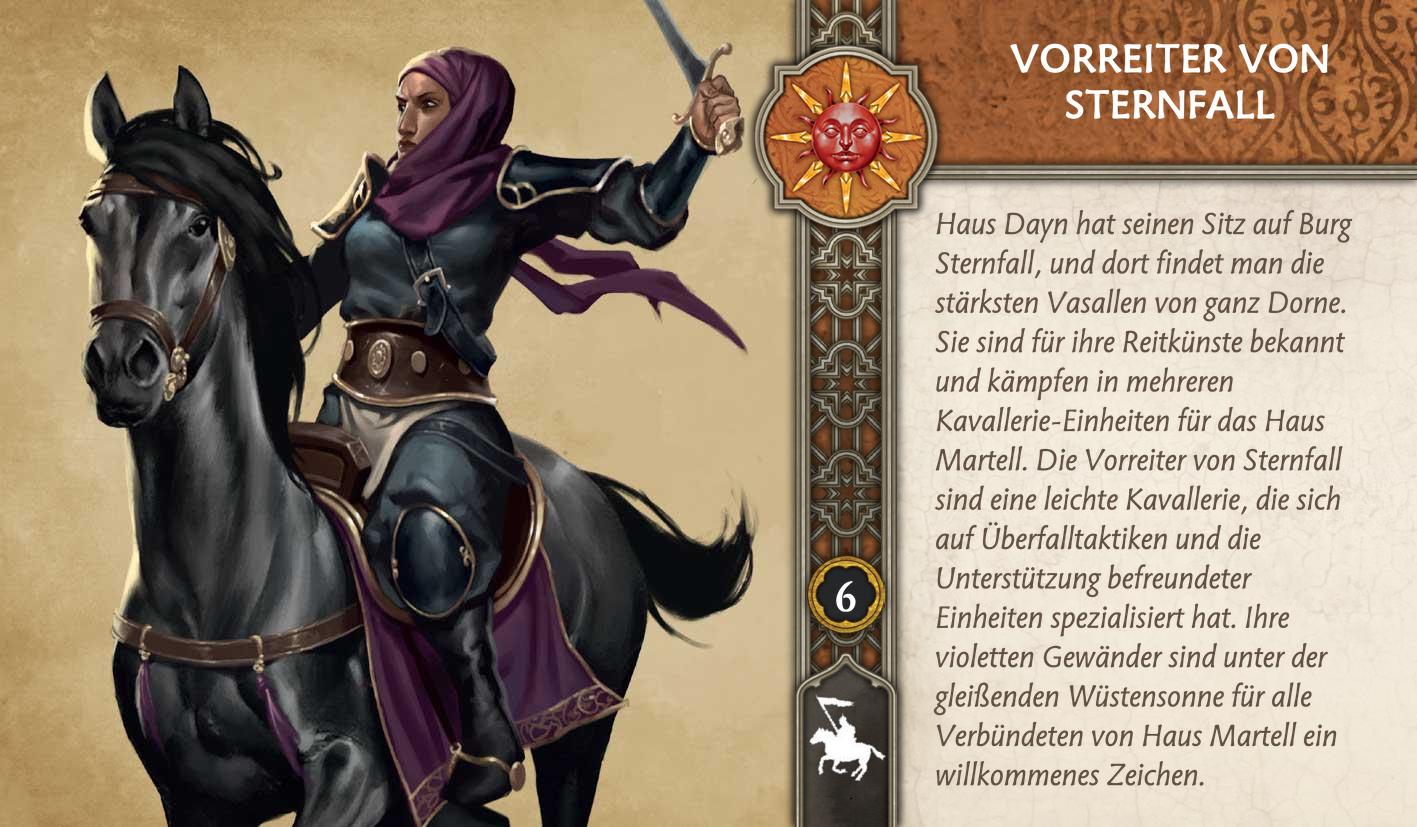 VORREITER VON
STERNFALL
Haus Dayn hat seinen Sitz auf Burg
Sternfall, und dort findet man die
stärksten Vasallen von ganz Dorne.
Sie sind für ihre Reitkünste bekannt
und kämpfen in mehreren
Kavallerie-Einheiten für das Haus
Martell. Die Vorreiter von Sternfall
sind eine leichte Kavallerie, die sich
auf Überfalltaktiken und die
Unterstützung befreundeter
Einheiten spezialisiert hat. Ihre
violetten Gewänder sind unter der
gleißenden Wüstensonne für alle
Verbündeten von Haus Martell ein
willkommenes Zeichen.
6